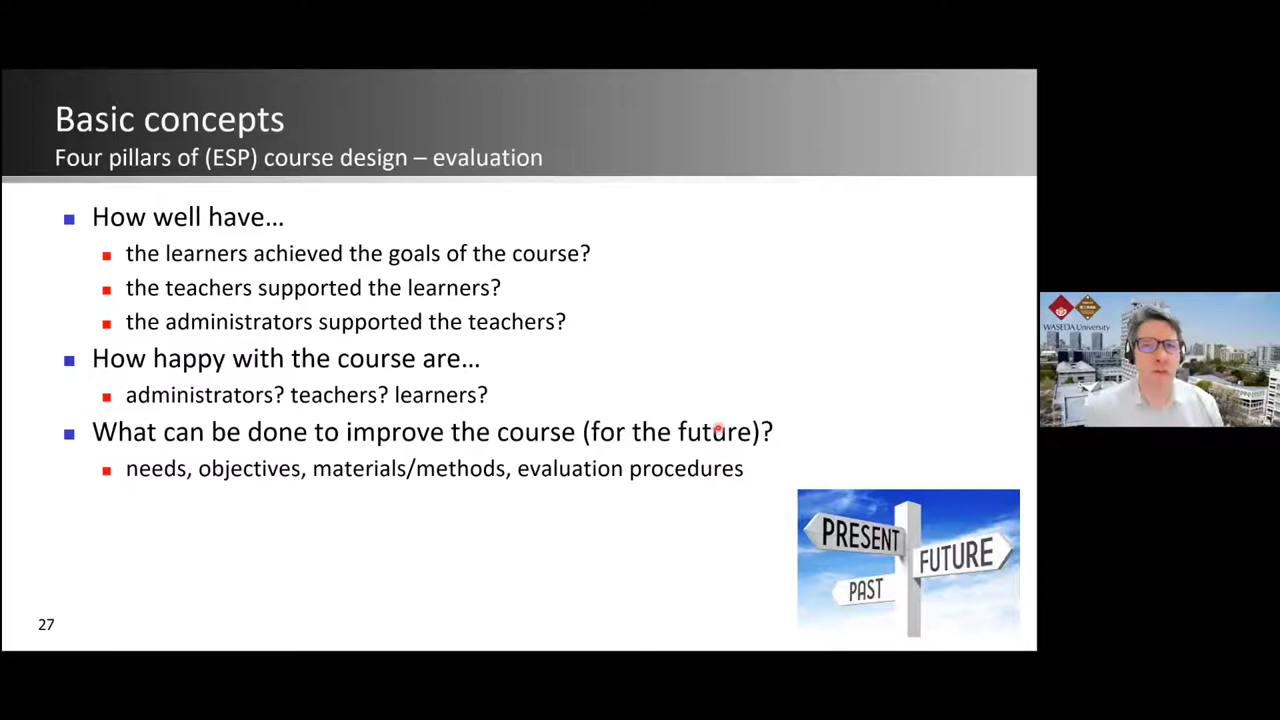 Basic concepts
Four pillars of (ESP) course design – evaluation
How well have...
the learners achieved the goals of the course?
the teachers supported the learners?
the administrators supported the teachers?
How happy with the course are...
administrators? teachers? learners?
What can be done to improve the course (for the future)?
needs, objectives, materials/methods, evaluation procedures
PRESENT
FUTURE
PAST
27
WASEDA University